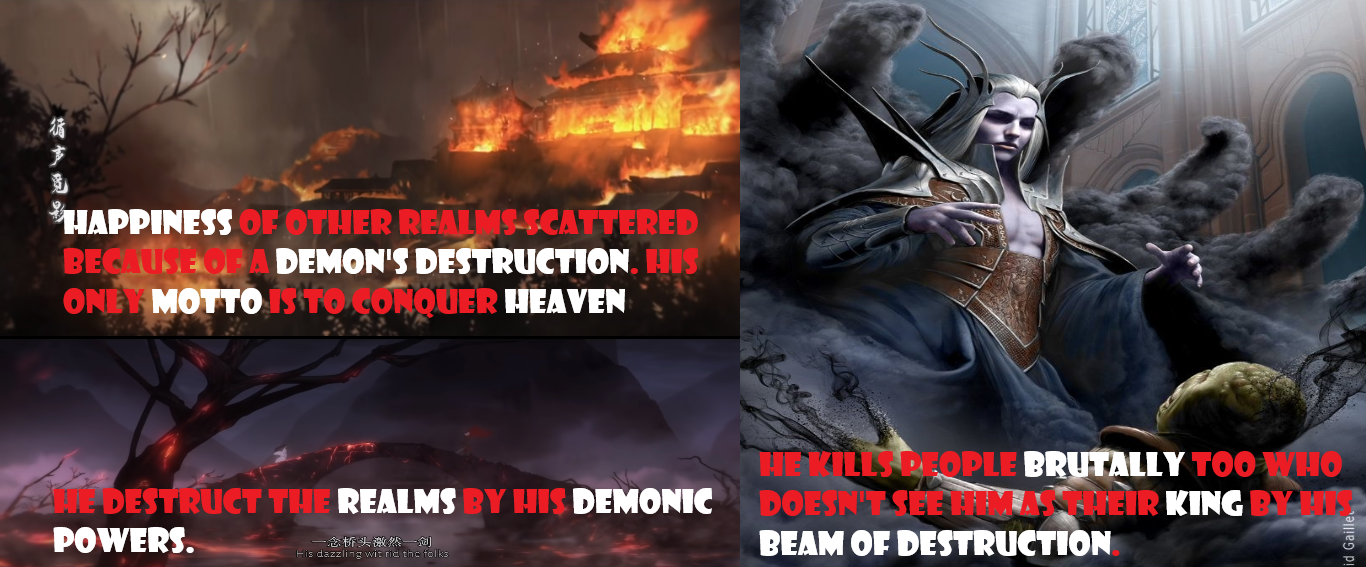 循声觅影
HAPPINESS OF OTHER REALMS SCATTERED
BECAUSE OF A DEMON'S DESTRUCTION. HIS
ONLY MOTTO IS TO CONQUER HEAVEN
HE DESTRUCT THE REALMS BY HIS DEMONIC
POWERS.
一念桥头激然一剑
His dazzling wit rid the folks
HE KILLS PEOPLE BRUTALLY TOO WHO
DOESN'T SEE HIM AS THEIR KING BY HIS
BEAM OF DESTRUCTION.